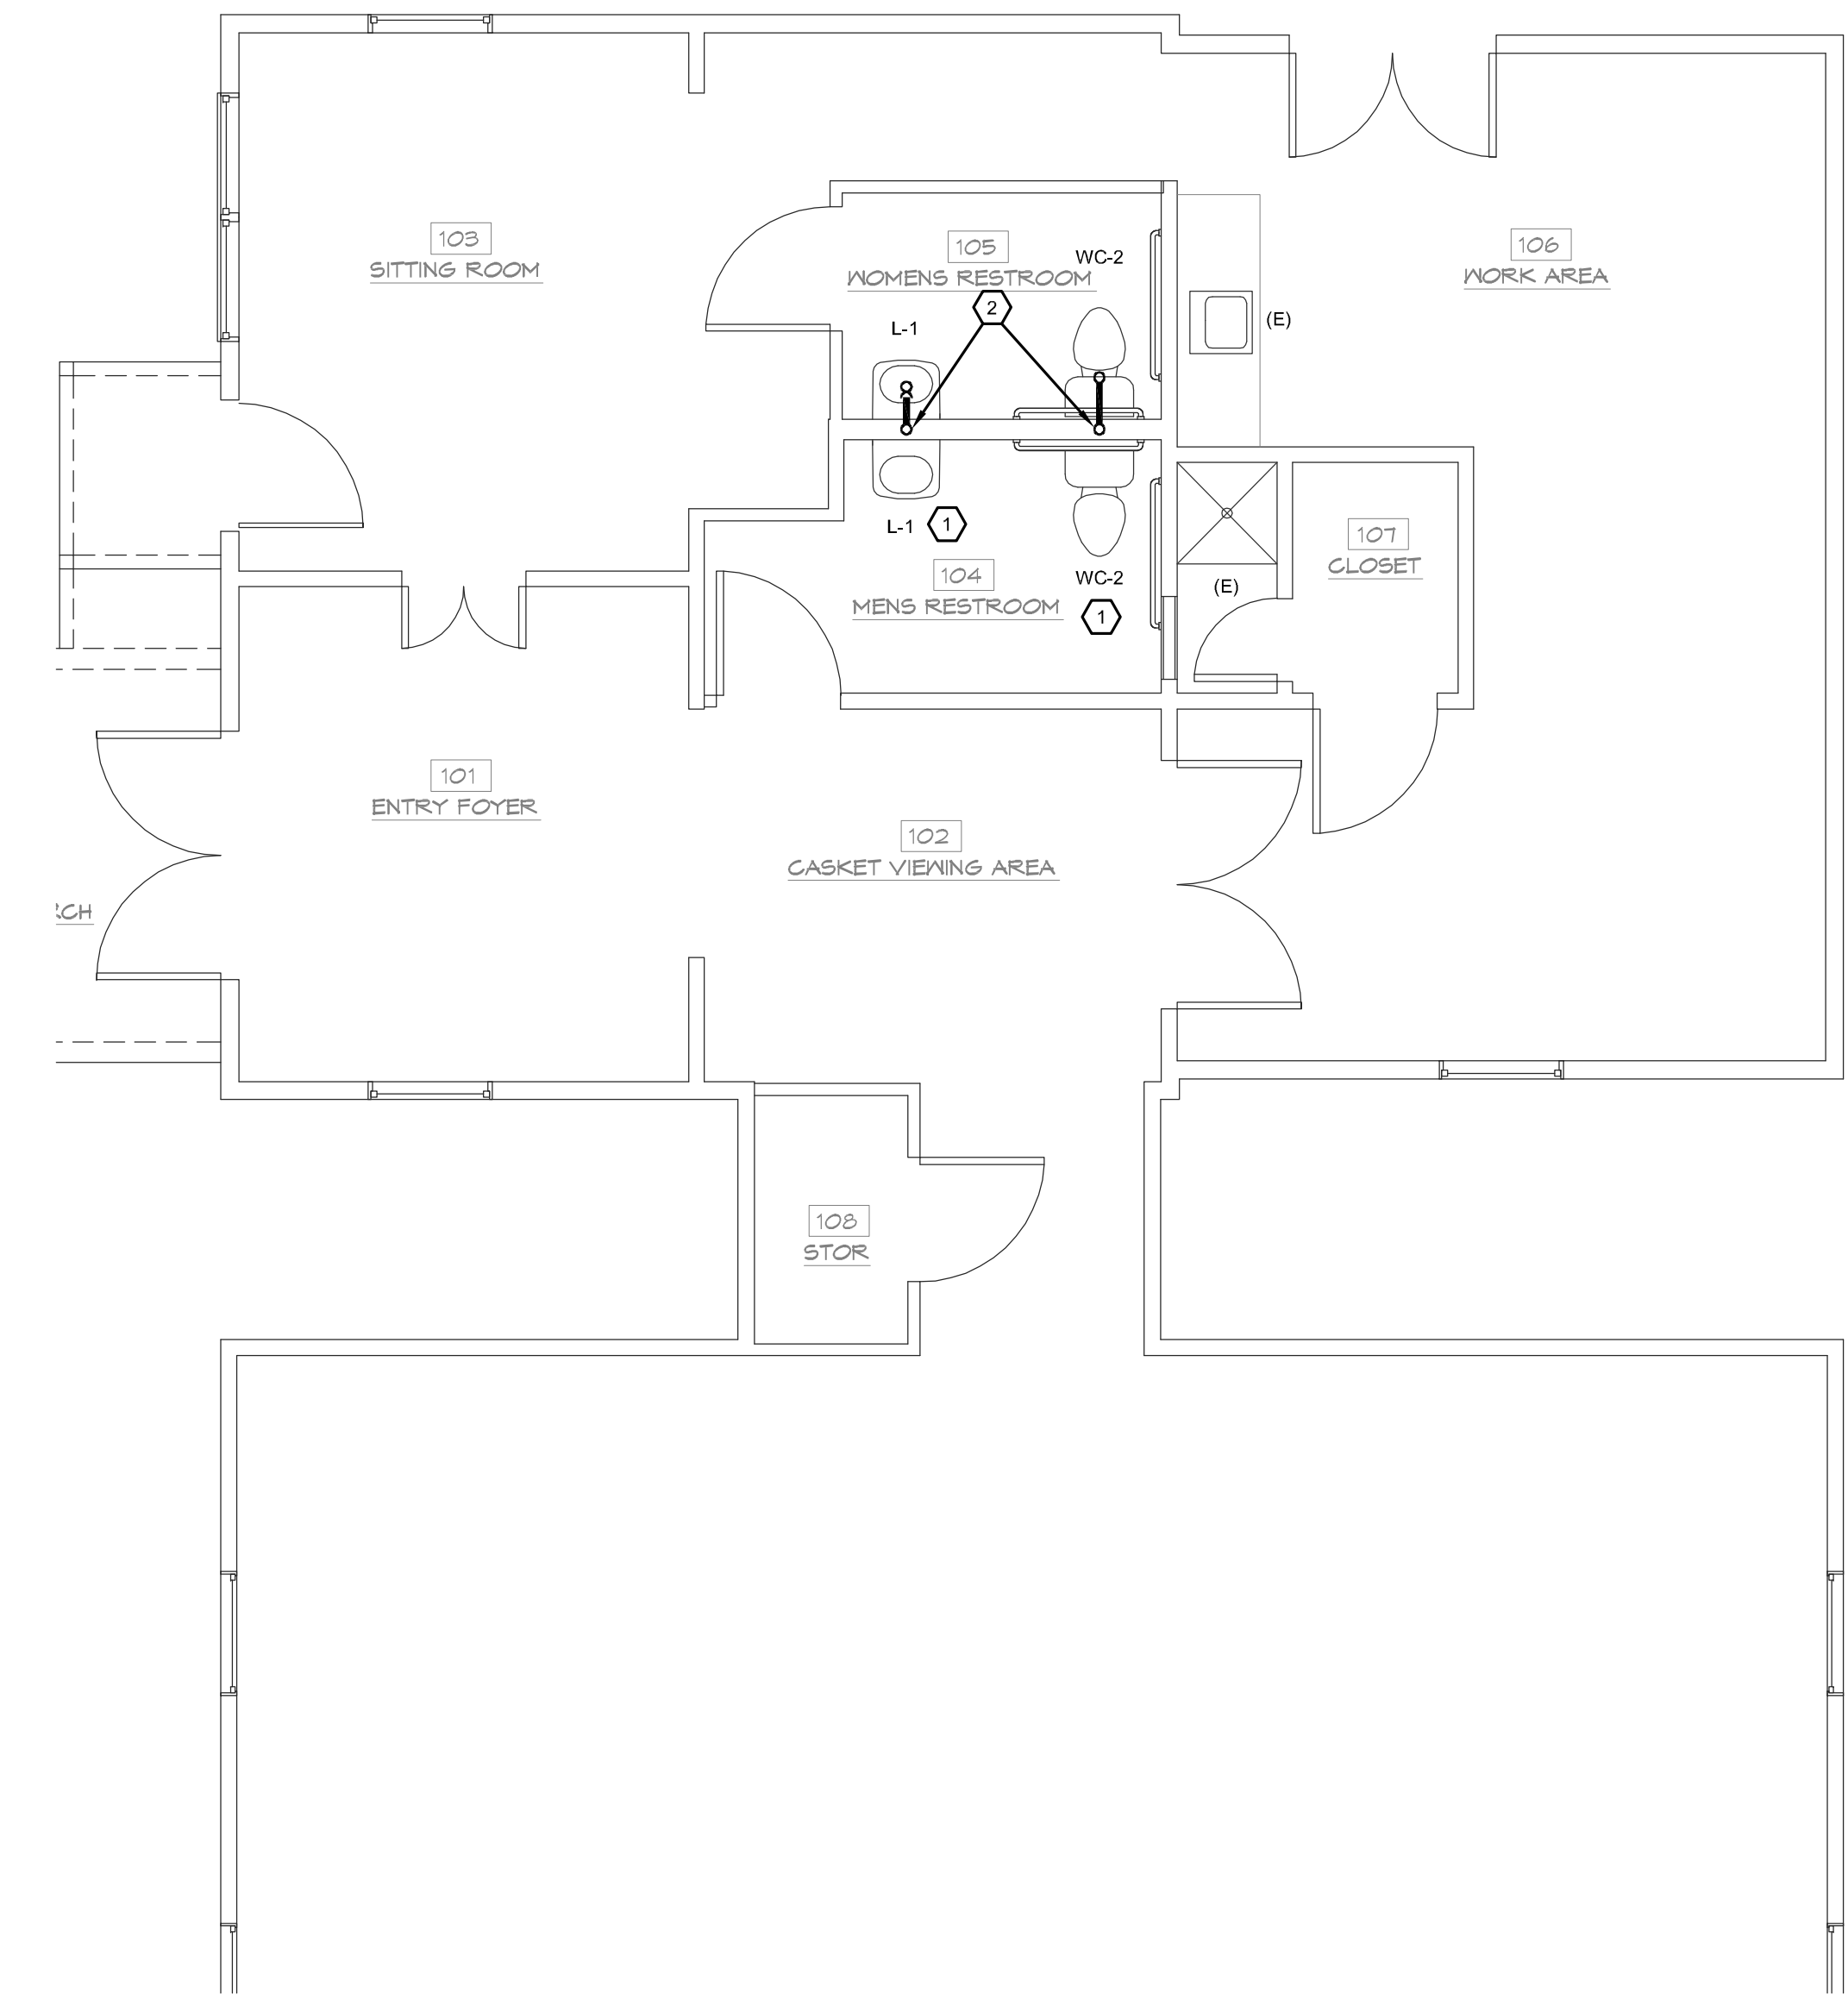 103
SITTING ROOM
105
WOMENS RESTROOM
WC-2
106
WORK AREA
2
L-1
(E)
L-1
1
107
CLOSET
104
MENS RESTROOM
WC-2
1
(E)
101
ENTRY FOYER
102
CASKET VIEWING AREA
CH
108
STOR